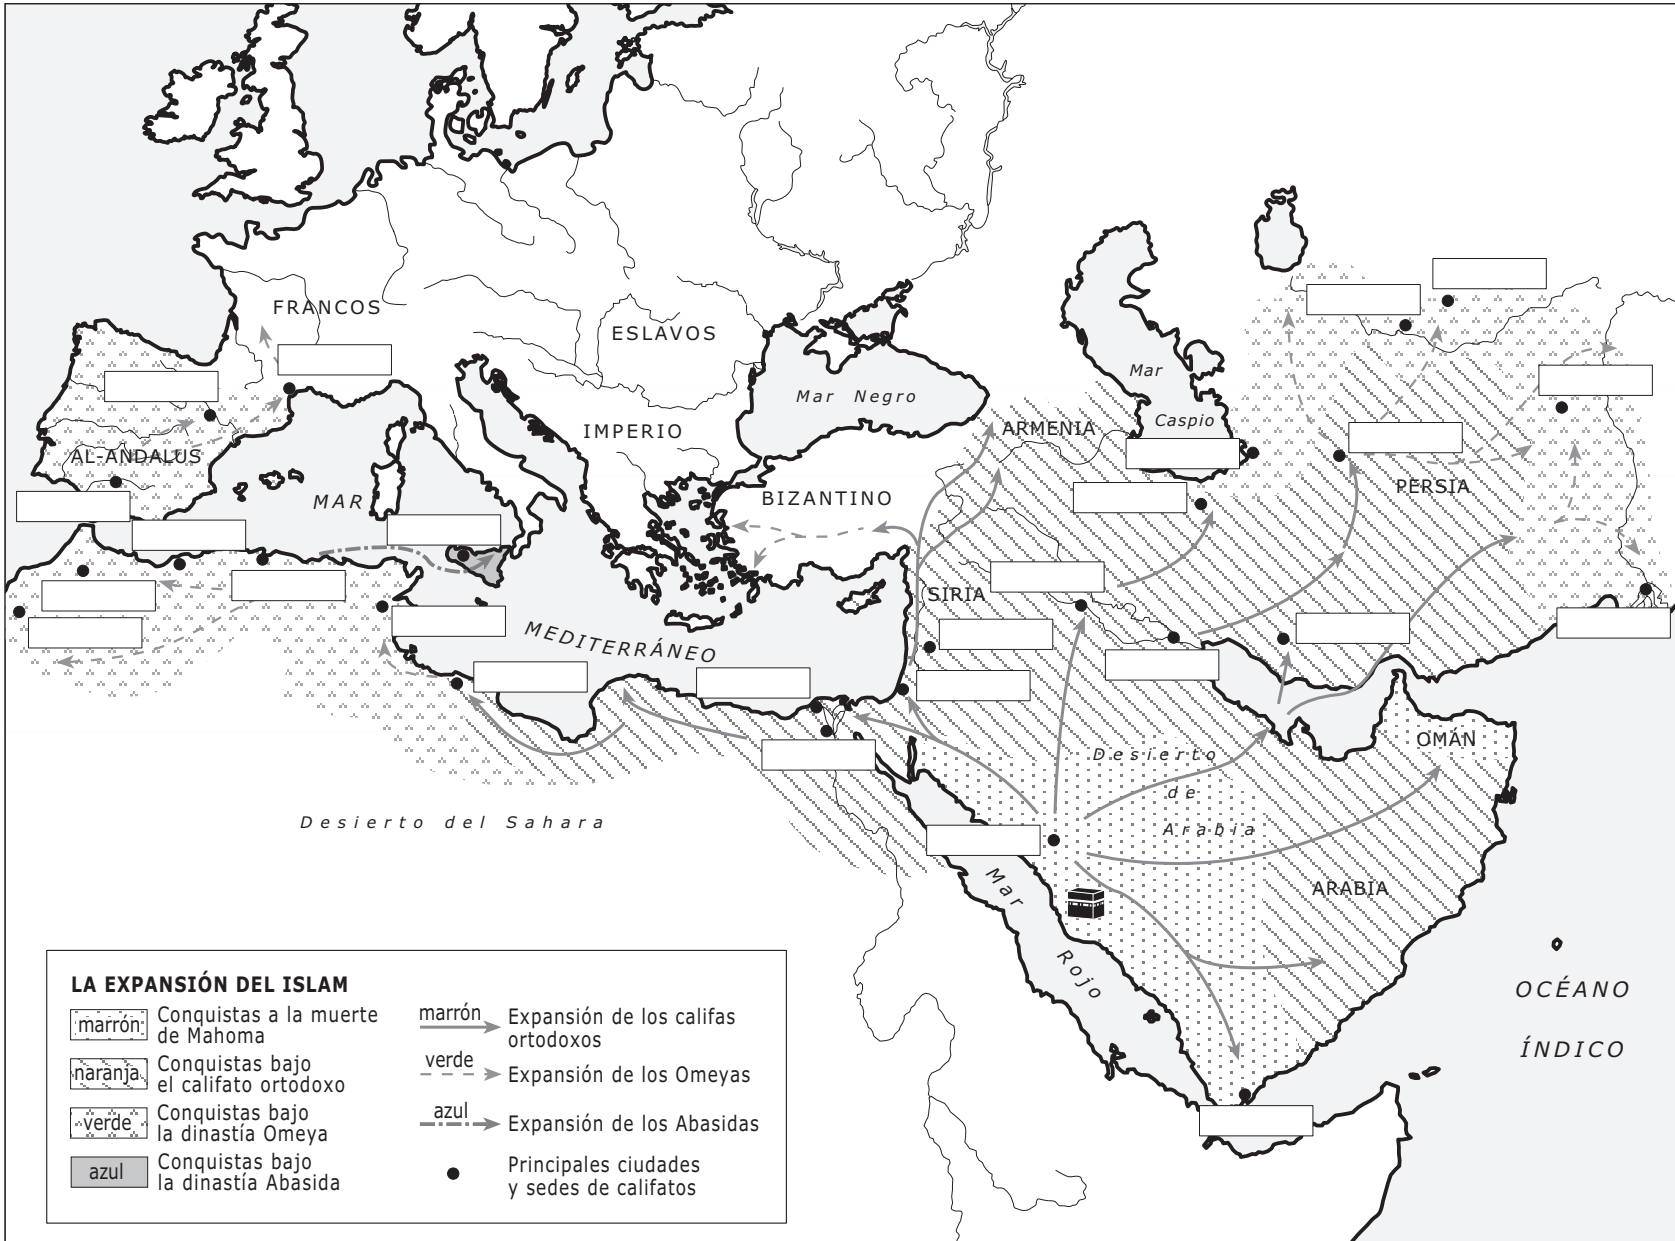 FRANCOS
ESLAVOS
Mar Negro
Mar
Caspio
ARMENIA
IMPERIO
BIZANTINO
AL-ANDALUS
MAR
MEDITERRÁNEO
SIRIA
PERSIA
OMÁN
Desierto
de
Arabia
ARABIA
Desierto del Sahara
Mar
Rojo
OCÉANO
ÍNDICO
LA EXPANSIÓN DEL ISLAM
marrón
Conquistas a la muerte
de Mahoma
naranja
Conquistas bajo
el califato ortodoxo
verde
Conquistas bajo
la dinastía Omeya
azul
Conquistas bajo
la dinastía Abasida
marrón
Expansión de los califas
ortodoxos
verde
Expansión de los Omeyas
azul
Expansión de los Abasidas
Principales ciudades
y sedes de califatos